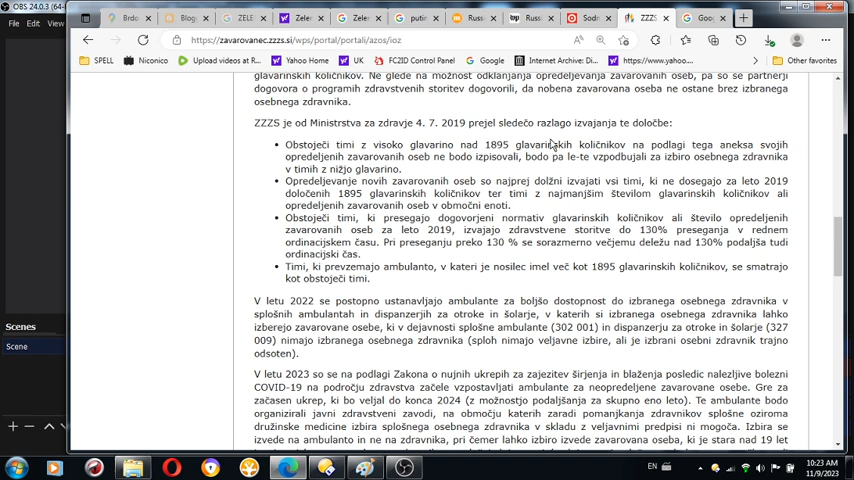 OBS 24.0.3 (64-
File Edit View
Brdo
Blog
ZELE
Zeler
Zeler
putir
Russ
Russ
Sodn
ZZZS
Goo
https://zavarovanec.zzzs.si/wps/portal/portali/azos/ioz
SPELL Niconico Upload videos at R... Yahoo Home UK FC2ID Control Panel Google Internet Archive: Di... https://www.yahoo.... Other favorites
glavarinskih količnikov. Ne glede na možnost odklanjanja opredeljevanja zavarovanih oseb, pa so se partnerji
dogovora o programih zdravstvenih storitev dogovorili, da nobena zavarovana oseba ne ostane brez izbranega
osebnega zdravnika.
ZZZS je od Ministrstva za zdravje 4. 7. 2019 prejel sledečo razlago izvajanja te določbe:
• Obstoječi timi z visoko glavarino nad 1895 glavarinskih količnikov na podlagi tega aneksa svojih
opredeljenih zavarovanih oseb ne bodo izpisovali, bodo pa le-te vzpodbujali za izbiro osebnega zdravnika
v timih z nižjo glavarino.
• Opredeljevanje novih zavarovanih oseb so najprej dolžni izvajati vsi timi, ki ne dosegajo za leto 2019
določenih 1895 glavarinskih količnikov ter timi z najmanjšim številom glavarinskih količnikov ali
opredeljenih zavarovanih oseb v območni enoti.
• Obstoječi timi, ki presegajo dogovorjeni normativ glavarinskih količnikov ali število opredeljenih
zavarovanih oseb za leto 2019, izvajajo zdravstvene storitve do 130% preseganja v rednem
ordinacijskem času. Pri preseganju preko 130 % se sorazmerno večjemu deležu nad 130% podaljša tudi
ordinacijski čas.
• Timi, ki prevzemajo ambulanto, v kateri je nosilec imel več kot 1895 glavarinskih količnikov, se smatrajo
kot obstoječi timi.
V letu 2022 se postopno ustanavljajo ambulante za boljšo dostopnost do izbranega osebnega zdravnika v
splošnih ambulantah in dispanzerjih za otroke in šolarje, v katerih si izbranega osebnega zdravnika lahko
izberejo zavarovane osebe, ki v dejavnosti splošne ambulante (302 001) in dispanzerju za otroke in šolarje (327
009) nimajo izbranega osebnega zdravnika (sploh nimajo veljavne izbire, ali je izbrani osebni zdravnik trajno
odsoten).
V letu 2023 so se na podlagi Zakona o nujnih ukrepih za zajezitev širjenja in blaženja posledic nalezljive bolezni
COVID-19 na področju zdravstva začele vzpostavljati ambulante za neopredeljene zavarovane osebe. Gre za
začasen ukrep, ki bo veljal do konca 2024 (z možnostjo podaljšanja za skupno eno leto). Te ambulante bodo
organizirali javni zdravstveni zavodi, na območju katerih zaradi pomanjkanja zdravnikov splošne oziroma
družinske medicine izbira splošnega osebnega zdravnika v skladu z veljavnimi predpisi ni mogoča. Izbira se
izvede na ambulanto in ne na zdravnika, pri čemer lahko izbiro izvede zavarovana oseba, ki je stara nad 19 let
Scenes
Scene
EN
10:23 AM
11/9/2023